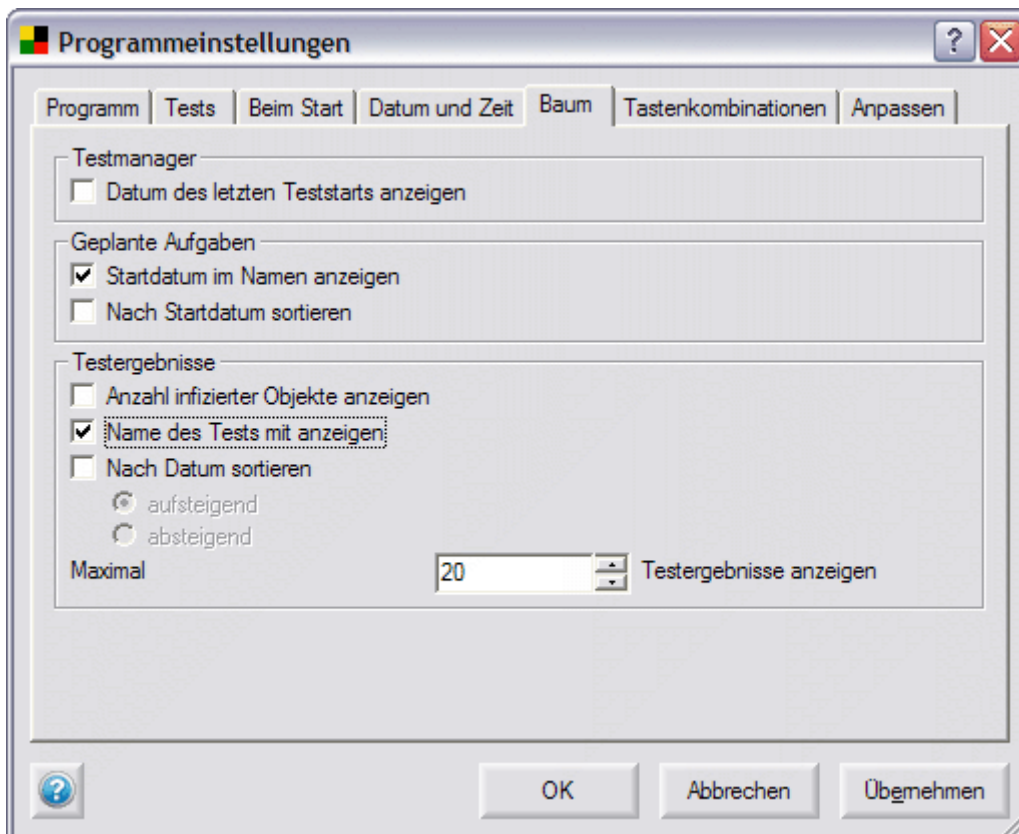 Programmeinstellungen
Programm Tests Beim Start Datum und Zeit Baum Tastenkombinationen Anpassen
Testmanager
Datum des letzten Teststarts anzeigen
Geplante Aufgaben
Startdatum im Namen anzeigen
Nach Startdatum sortieren
Testergebnisse
Anzahl infizierter Objekte anzeigen
Name des Tests mit anzeigen
Nach Datum sortieren
aufsteigend
absteigend
Maximal 20 Testergebnisse anzeigen
OK Abbrechen Übernehmen